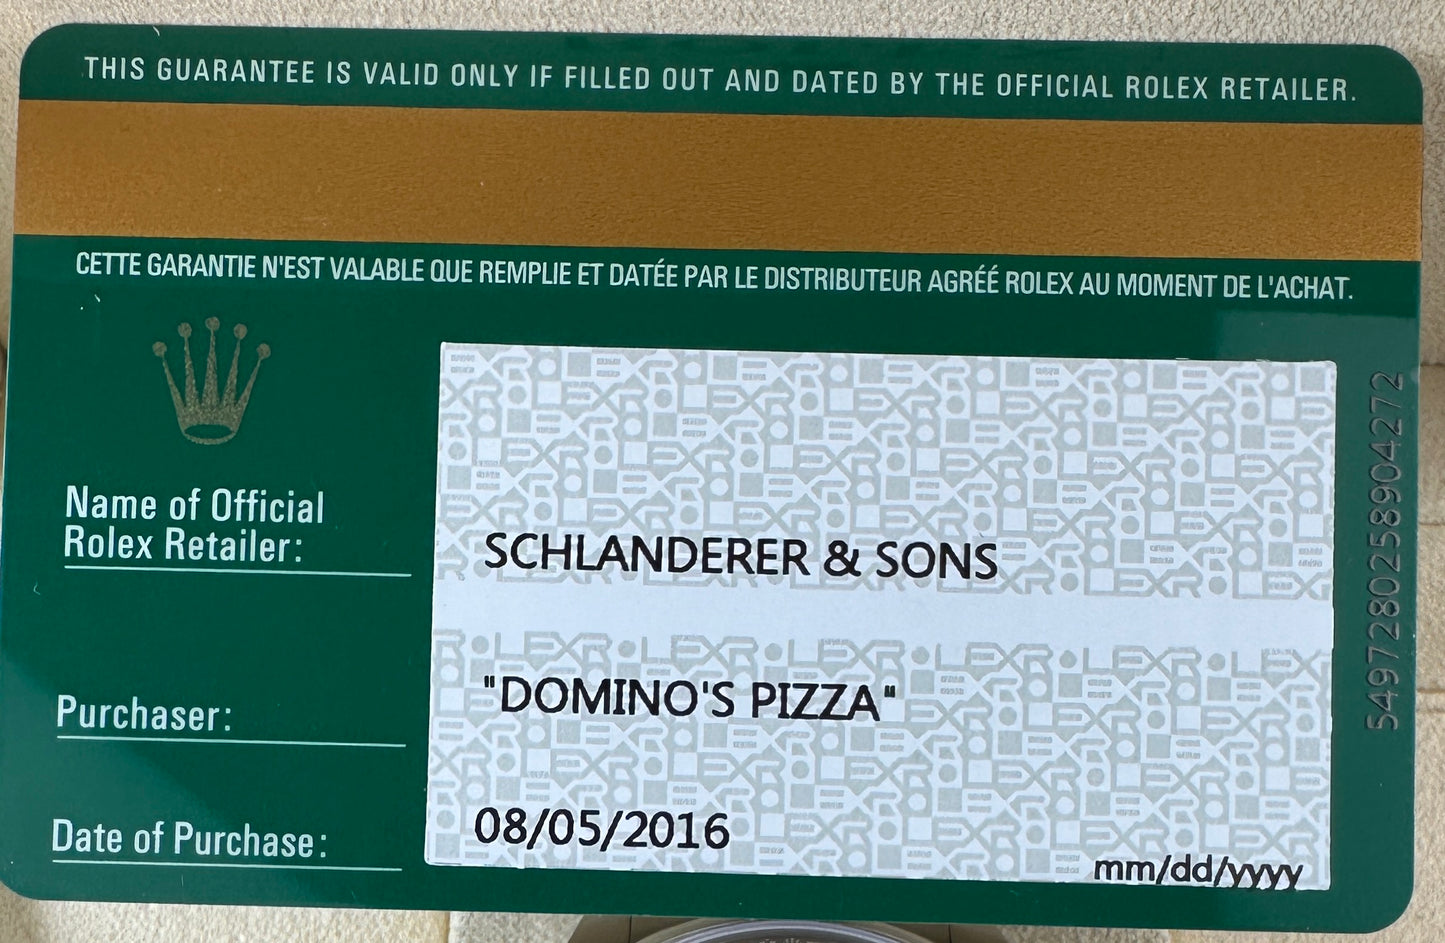 THIS GUARANTEE IS VALID ONLY IF FILLED OUT AND DATED BY THE OFFICIAL ROLEX RETAILER.
CETTE GARANTIE N'EST VALABLE QUE REMPLIE ET DATÉE PAR LE DISTRIBUTEUR AGRÉÉ ROLEX AU MOMENT DE L'ACHAT.
Name of Official
Rolex Retailer:
SCHLANDERER & SONS
Purchaser:
"DOMINO'S PIZZA"
Date of Purchase:
08/05/2016
mm/dd/yyyy
5497280258904272